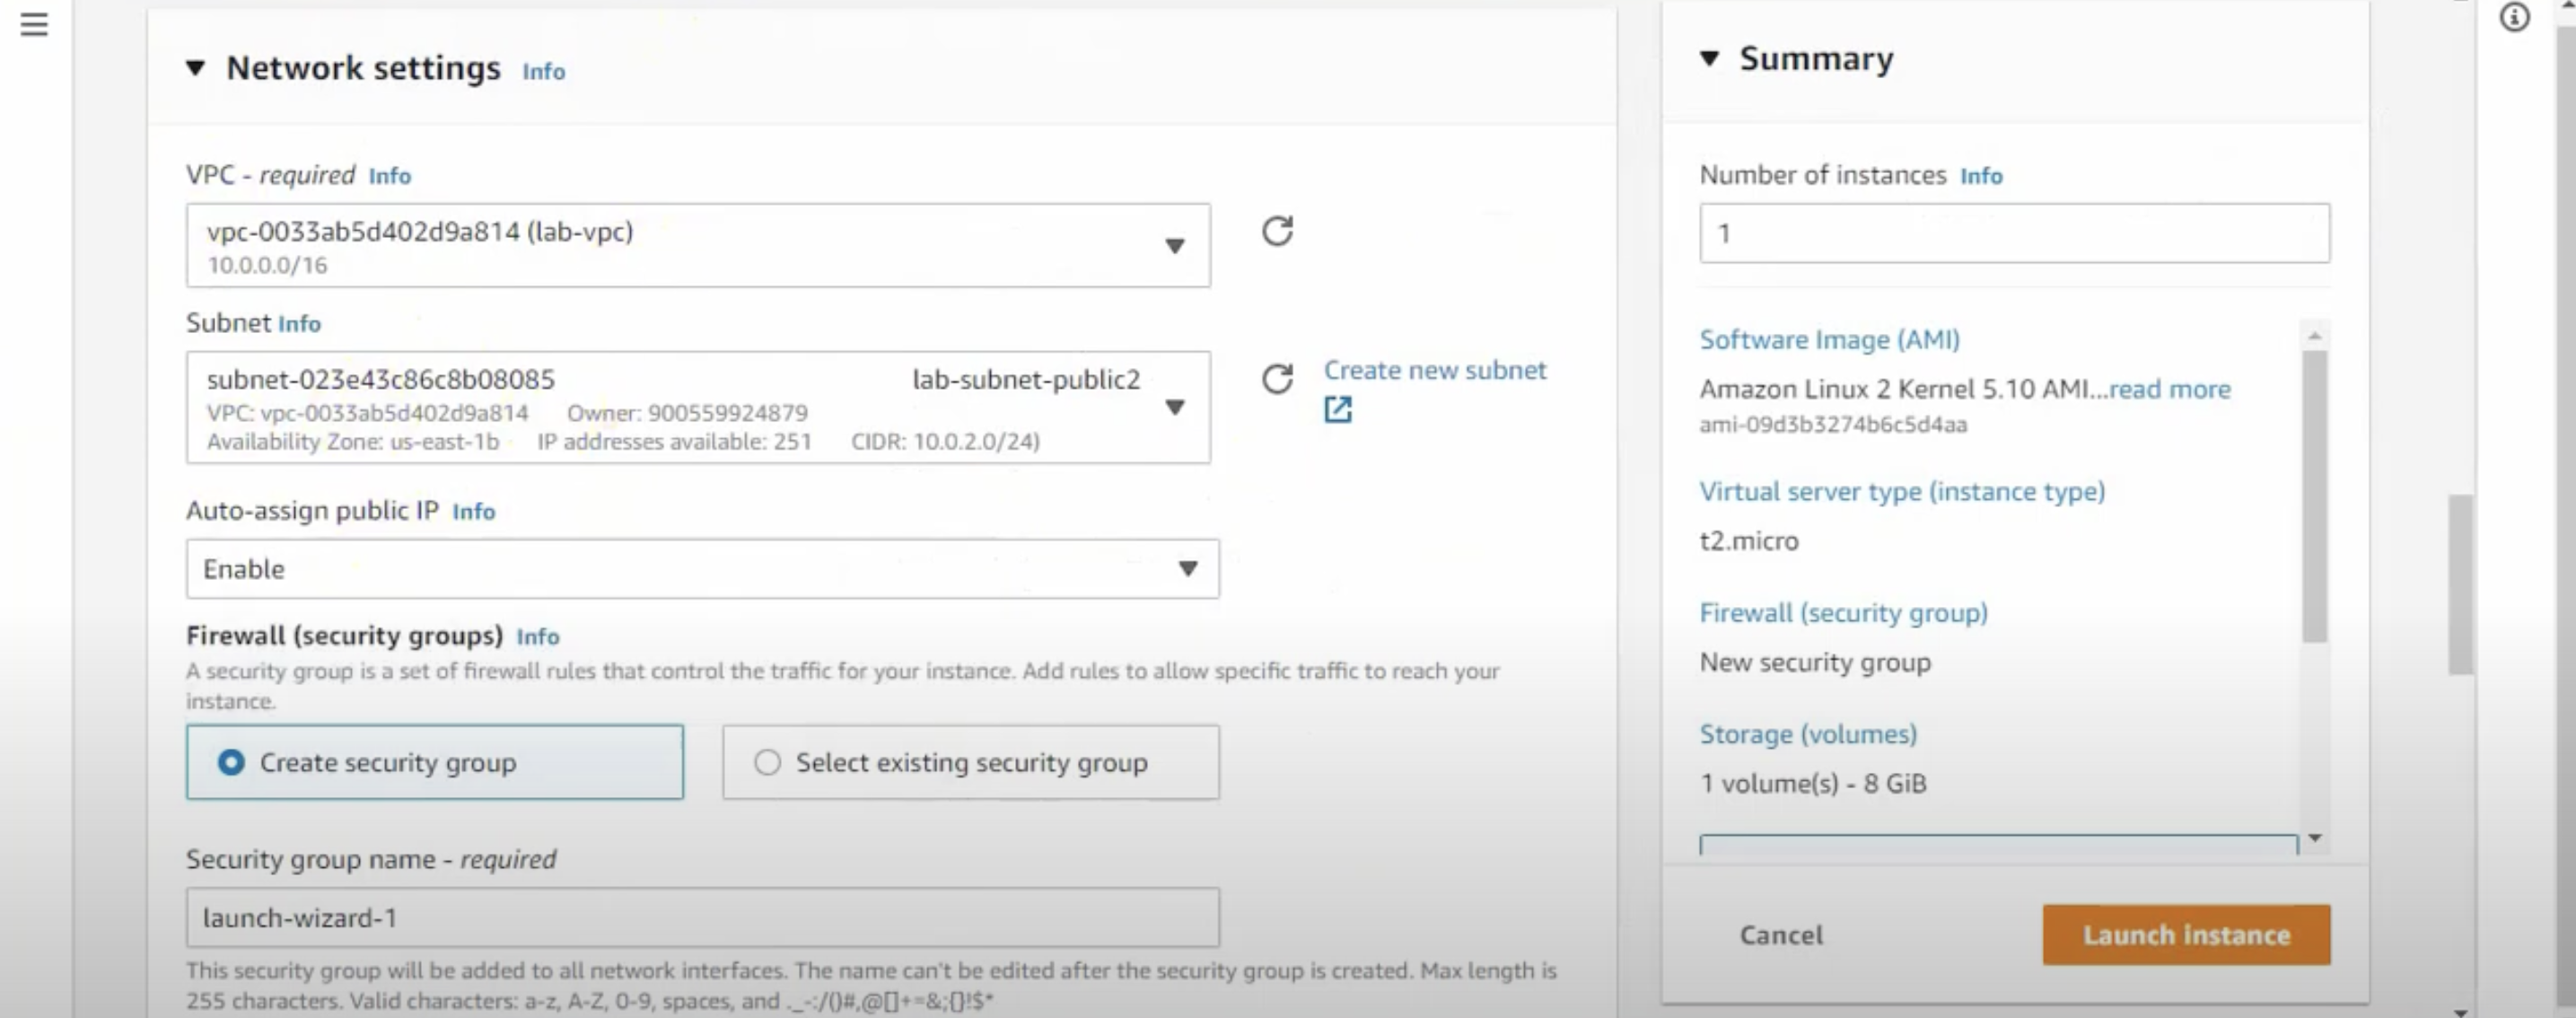 Network settings Info
VPC - required Info
vpc-0033ab5d402d9a814 (lab-vpc)
10.0.0.0/16
Subnet Info
subnet-023e43c86c8b08085 lab-subnet-public2
VPC: vpc-0033ab5d402d9a814 Owner: 900559924879
Availability Zone: us-east-1b IP addresses available: 251 CIDR: 10.0.2.0/24)
Create new subnet
Auto-assign public IP Info
Enable
Firewall (security groups) Info
A security group is a set of firewall rules that control the traffic for your instance. Add rules to allow specific traffic to reach your
instance.
Create security group
Select existing security group
Security group name - required
launch-wizard-1
This security group will be added to all network interfaces. The name can't be edited after the security group is created. Max length is
255 characters. Valid characters: a-z, A-Z, 0-9, spaces, and ._-:/()#,@[]+=&;{}!$*
Summary
Number of instances Info
1
Software Image (AMI)
Amazon Linux 2 Kernel 5.10 AMI...read more
ami-09d3b3274b6c5d4aa
Virtual server type (instance type)
t2.micro
Firewall (security group)
New security group
Storage (volumes)
1 volume(s) - 8 GiB
Cancel
Launch instance